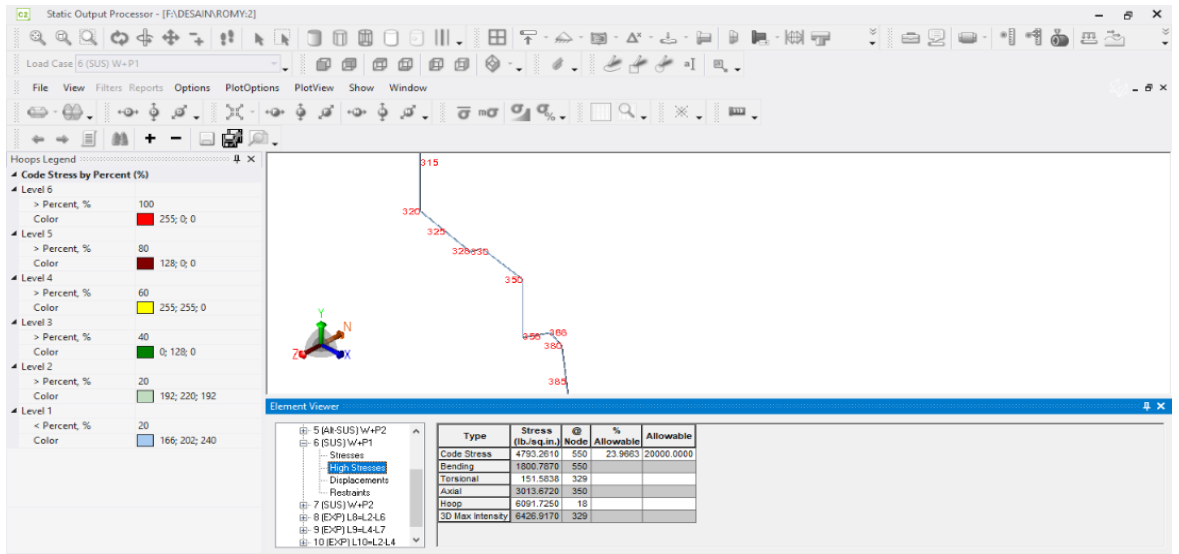 Static Output Processor - [F:\DESAIN\ROMY:2]
Load Case 6 (SUS) W+P1
File View Filters Reports Options PlotOptions PlotView Show Window
Hoops Legend
Code Stress by Percent (%)
Level 6
> Percent, % 100
Color 255; 0; 0
Level 5
> Percent, % 80
Color 128; 0; 0
Level 4
> Percent, % 60
Color 255; 255; 0
Level 3
> Percent, % 40
Color 0; 128; 0
Level 2
> Percent, % 20
Color 192; 220; 192
Level 1
< Percent, % 20
Color 166; 202; 240
315
320
325
350
380
385
Y
N
Z
X
Element Viewer
5 (Alt-SUS) W+P2
6 (SUS) W+P1
Stresses
High Stresses
Displacements
Restraints
7 (SUS) W+P2
8 (EXP) L8=L2-L6
9 (EXP) L9=L4-L7
10 (EXP) L10=L2-L4
Type Stress (lb./sq.in.) @ Node % Allowable Allowable
Code Stress 4793.2610 550 23.9663 20000.0000
Bending 1800.7870 550
Torsional 151.5838 329
Axial 3013.6720 350
Hoop 6091.7250 18
3D Max Intensity 6426.9170 329